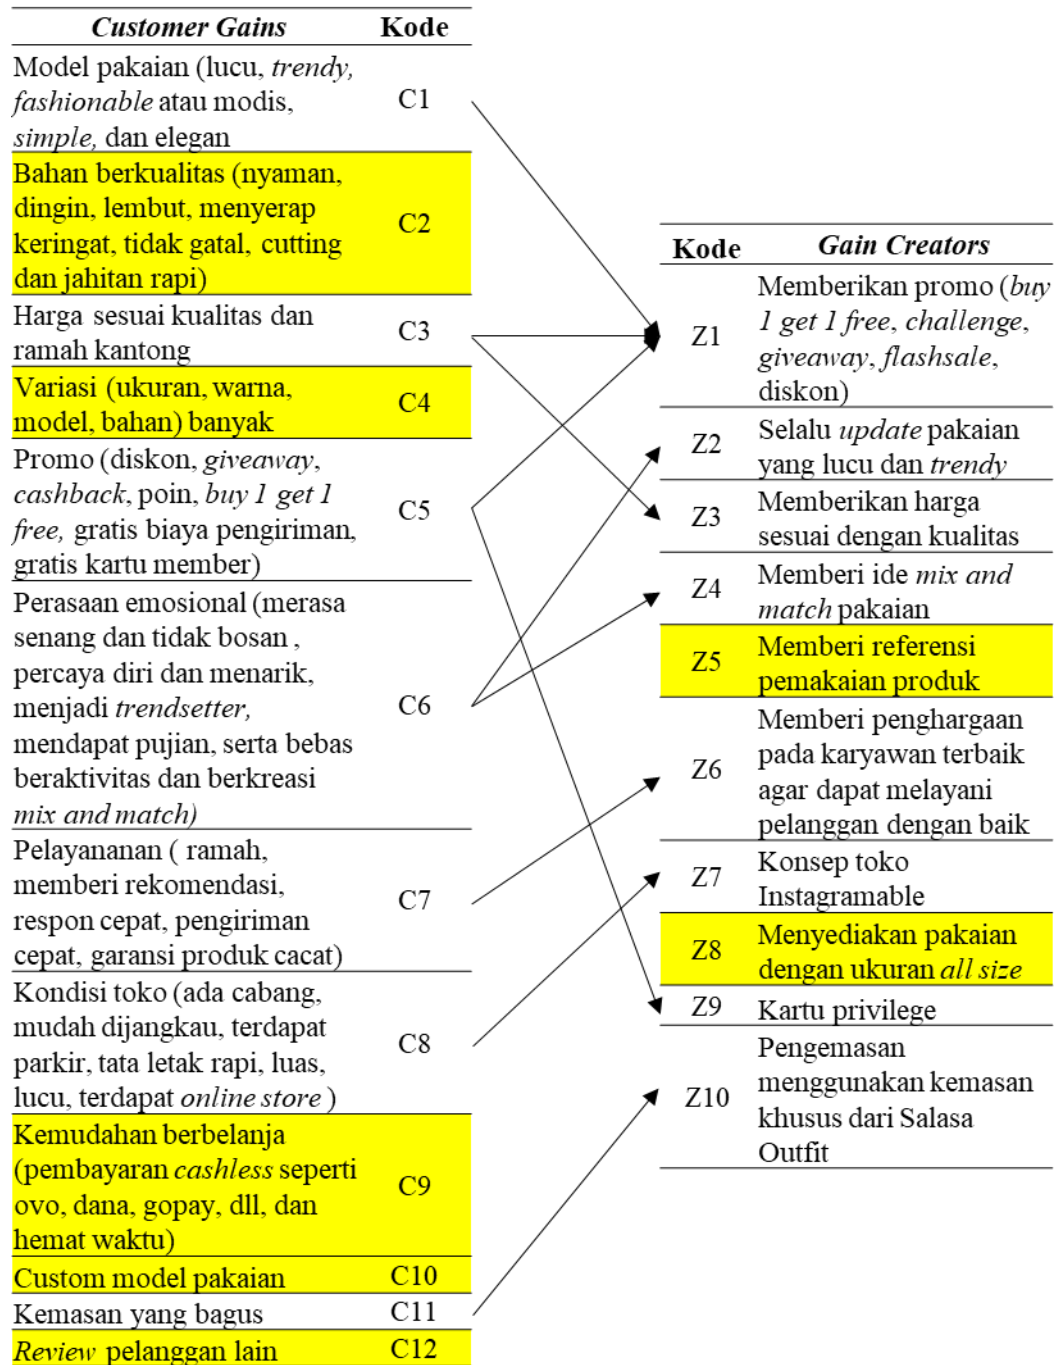 Customer Gains Kode
Model pakaian (lucu, trendy,
fashionable atau modis,
simple, dan elegan
C1
Bahan berkualitas (nyaman,
dingin, lembut, menyerap
keringat, tidak gatal, cutting
dan jahitan rapi)
C2
Harga sesuai kualitas dan
ramah kantong
C3
Variasi (ukuran, warna,
model, bahan) banyak
C4
Promo (diskon, giveaway,
cashback, poin, buy 1 get 1
free, gratis biaya pengiriman,
gratis kartu member)
C5
Perasaan emosional (merasa
senang dan tidak bosan ,
percaya diri dan menarik,
menjadi trendsetter,
mendapat pujian, serta bebas
beraktivitas dan berkreasi
mix and match)
C6
Pelayananan ( ramah,
memberi rekomendasi,
respon cepat, pengiriman
cepat, garansi produk cacat)
C7
Kondisi toko (ada cabang,
mudah dijangkau, terdapat
parkir, tata letak rapi, luas,
lucu, terdapat online store )
C8
Kemudahan berbelanja
(pembayaran cashless seperti
ovo, dana, gopay, dll, dan
hemat waktu)
C9
Custom model pakaian C10
Kemasan yang bagus C11
Review pelanggan lain C12
Kode Gain Creators
Z1
Memberikan promo (buy
1 get 1 free, challenge,
giveaway, flashsale,
diskon)
Z2
Selalu update pakaian
yang lucu dan trendy
Z3
Memberikan harga
sesuai dengan kualitas
Z4
Memberi ide mix and
match pakaian
Z5
Memberi referensi
pemakaian produk
Z6
Memberi penghargaan
pada karyawan terbaik
agar dapat melayani
pelanggan dengan baik
Z7
Konsep toko
Instagramable
Z8
Menyediakan pakaian
dengan ukuran all size
Z9 Kartu privilege
Z10
Pengemasan
menggunakan kemasan
khusus dari Salasa
Outfit